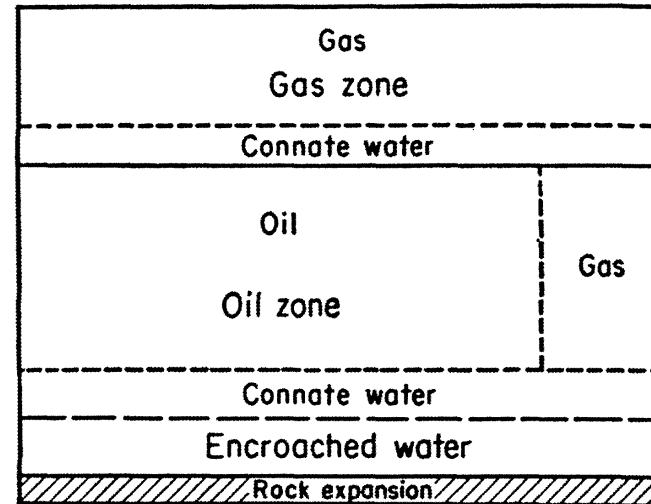 Gas
Gas zone
Connate water
Oil
Gas
Oil zone
Connate water
Encroached water
Rock expansion